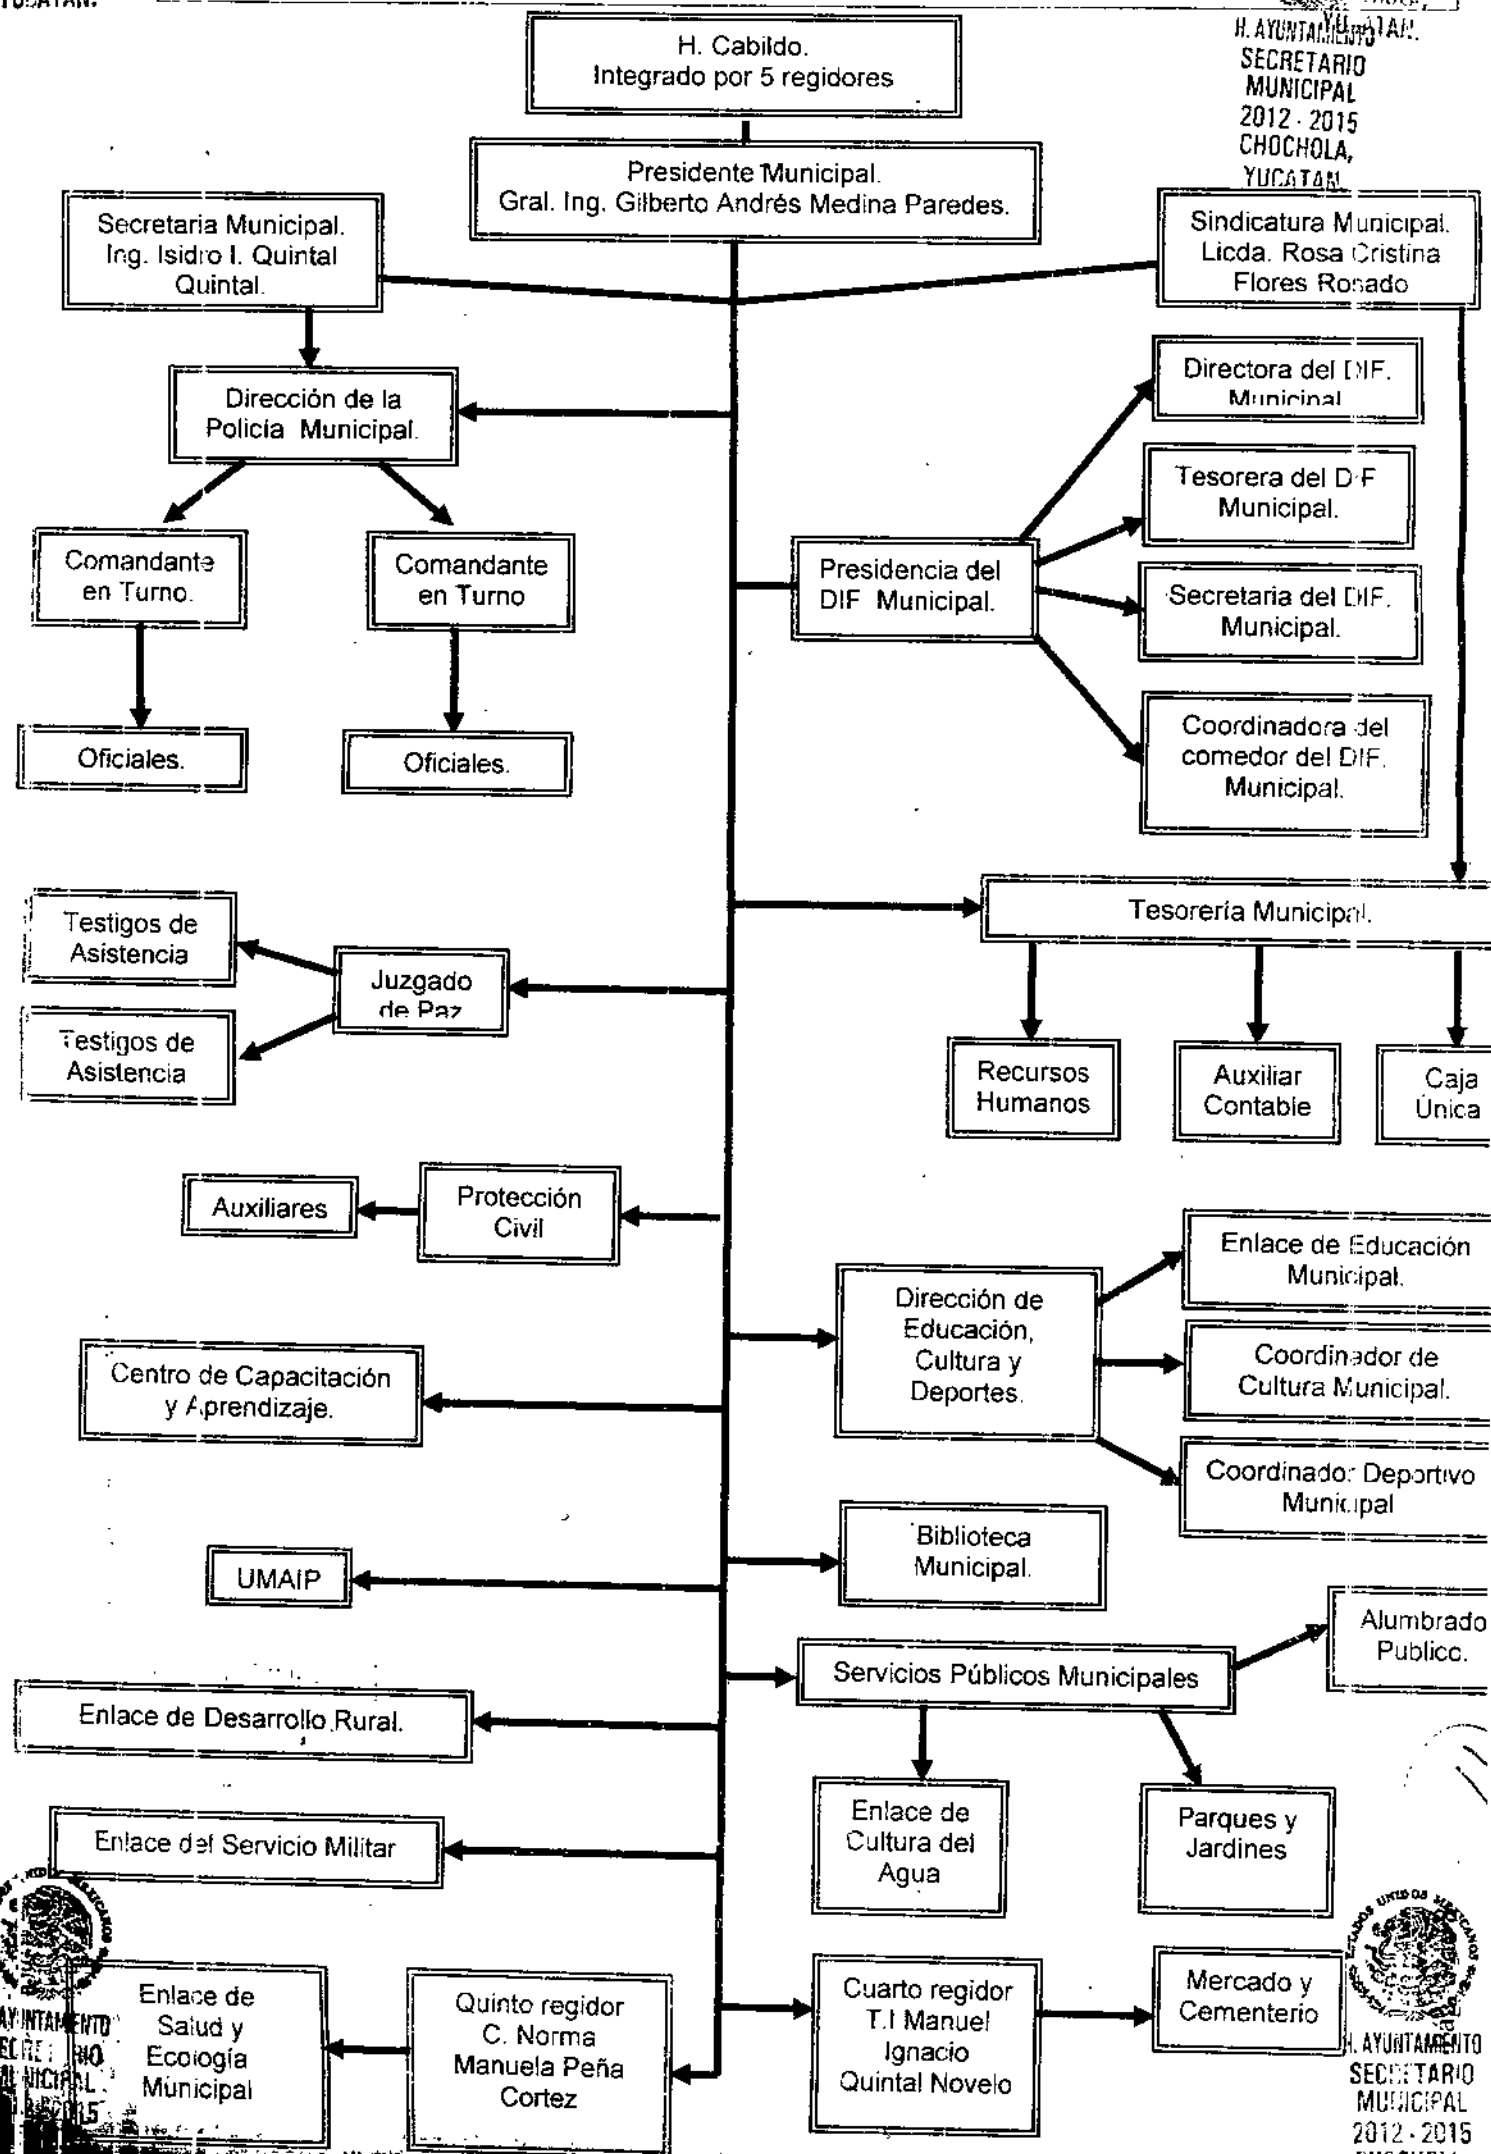 YUCATAN.
H. AYUNTAMIENTO
SECRETARIO
MUNICIPAL
2012 - 2015
CHOCHOLA,
YUCATAN.
H. Cabildo.
Integrado por 5 regidores
Presidente Municipal.
Gral. Ing. Gilberto Andrés Medina Paredes.
Secretaria Municipal.
Ing. Isidro I. Quintal
Quintal.
Sindicatura Municipal.
Licda. Rosa Cristina
Flores Rosado
Dirección de la
Policía Municipal.
Comandante
en Turno.
Comandante
en Turno
Oficiales.
Oficiales.
Presidencia del
DIF Municipal.
Directora del DIF.
Municipal
Tesorera del DIF
Municipal.
Secretaria del DIF.
Municipal.
Coordinadora del
comedor del DIF.
Municipal.
Tesorería Municipal.
Recursos
Humanos
Auxiliar
Contable
Caja
Única
Testigos de
Asistencia
Juzgado
de Paz
Testigos de
Asistencia
Auxiliares
Protección
Civil
Dirección de
Educación,
Cultura y
Deportes.
Enlace de Educación
Municipal.
Coordinador de
Cultura Municipal.
Coordinador Deportivo
Municipal
Centro de Capacitación
y Aprendizaje.
Biblioteca
Municipal.
UMAIP
Servicios Públicos Municipales
Alumbrado
Publico.
Enlace de Desarrollo Rural.
Enlace de
Cultura del
Agua
Parques y
Jardines
Enlace del Servicio Militar
Enlace de
Salud y
Ecología
Municipal
Quinto regidor
C. Norma
Manuela Peña
Cortez
Cuarto regidor
T.I Manuel
Ignacio
Quintal Novelo
Mercado y
Cementerio
ESTADOS UNIDOS MEXICANOS
H. AYUNTAMIENTO
SECRETARIO
MUNICIPAL
2012 - 2015